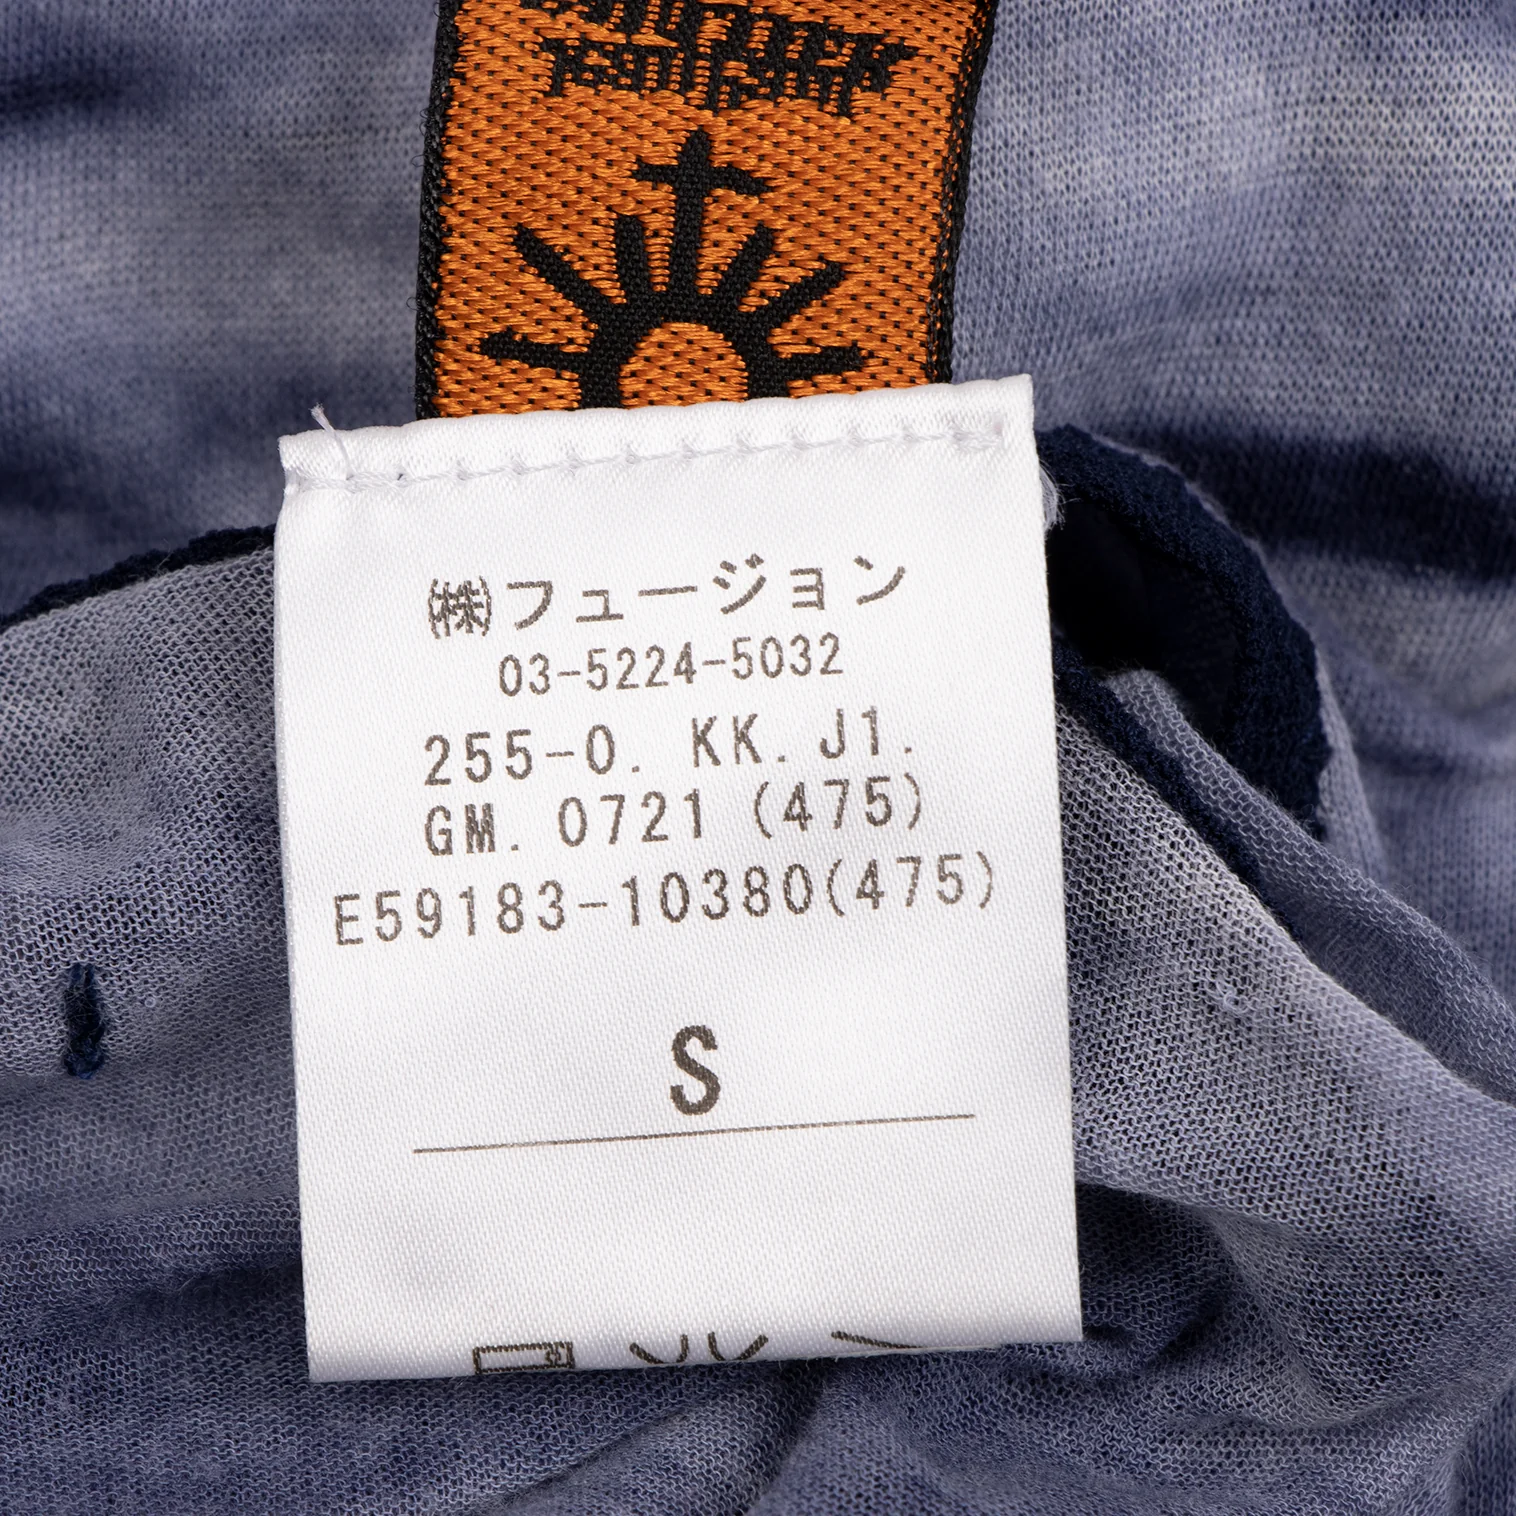 ㈱フュージョン
03-5224-5032
255-0. KK. J1.
GM. 0721 (475)
E59183-10380(475)
S